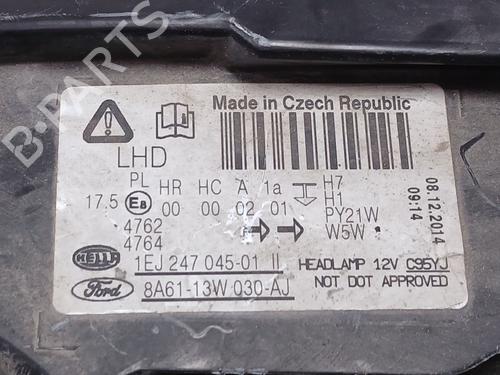 B-PARTS
Made in Czech Republic
LHD
PL HR HC A 1a H7
17.5 E8 00 00 02 01 H1
PY21W
4762 W5W
4764
08.12.2014
09:14
HELLA 1EJ 247 045-01 II HEADLAMP 12V C95YJ
Ford 8A61-13W 030-AJ NOT DOT APPROVED